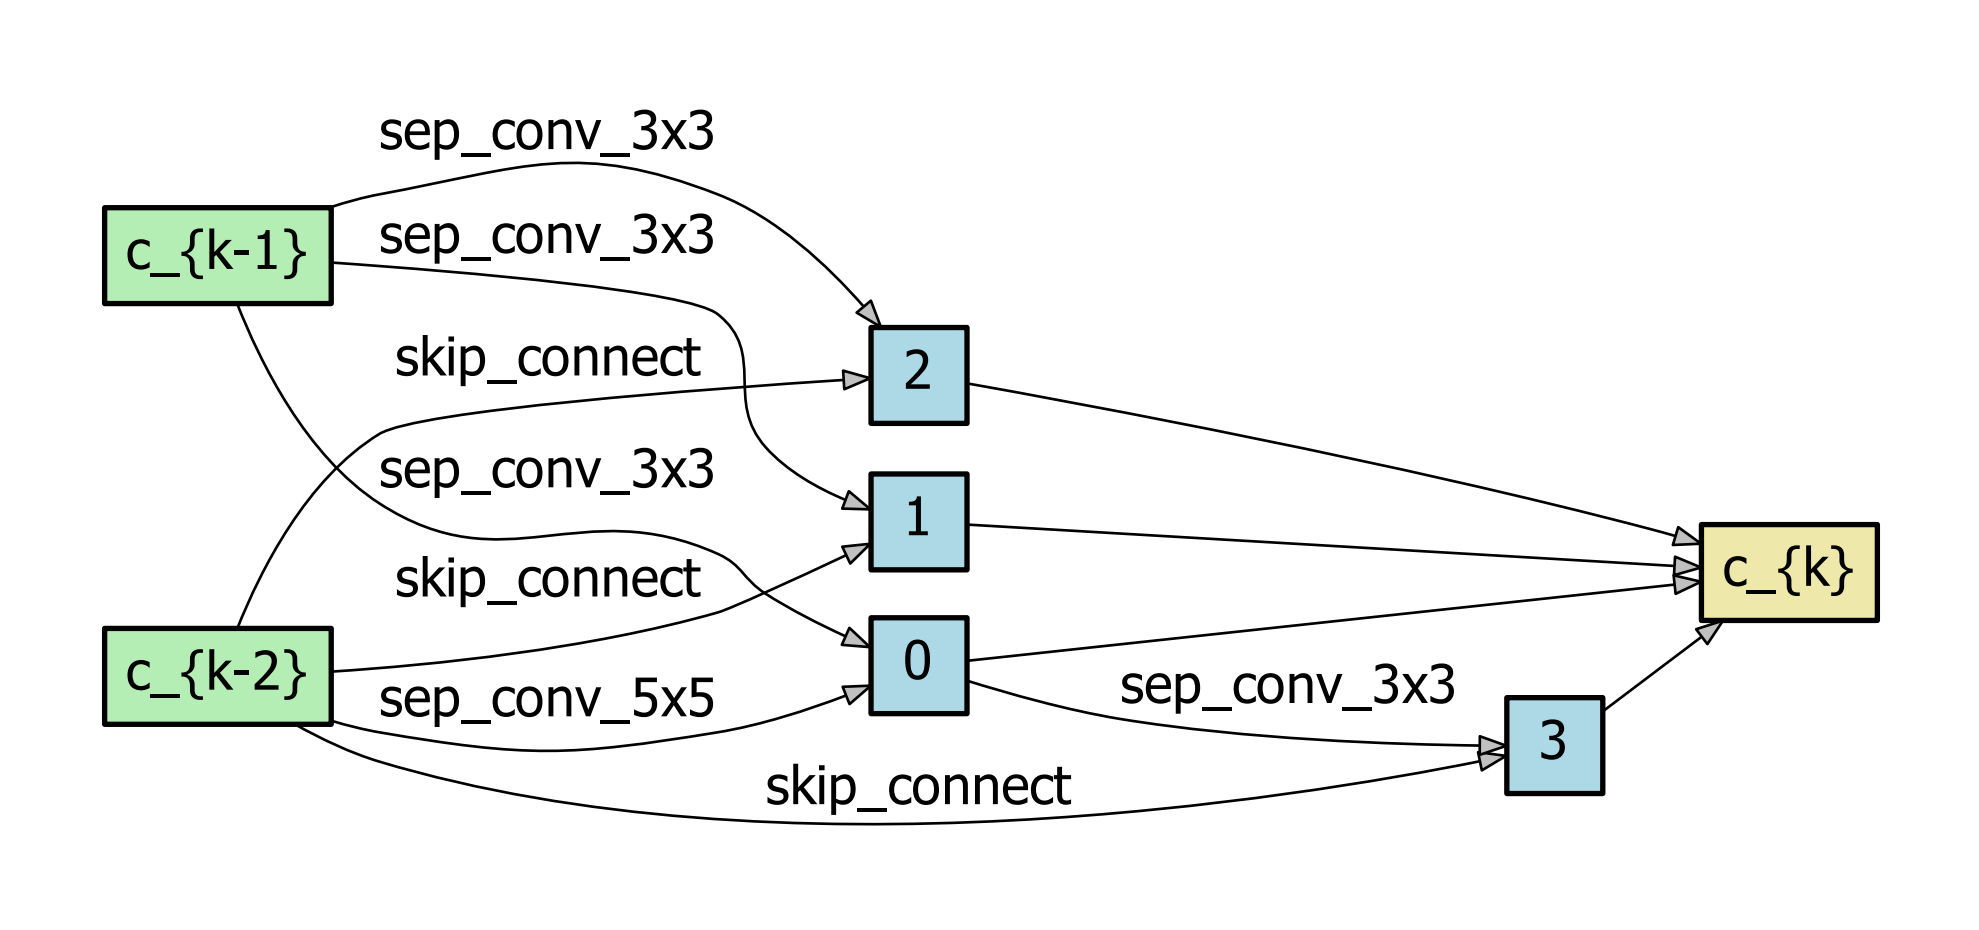 sep_conv_3x3
c_{k-1}
sep_conv_3x3
skip_connect
2
sep_conv_3x3
1
skip_connect
c_{k}
c_{k-2}
sep_conv_5x5
0
sep_conv_3x3
3
skip_connect